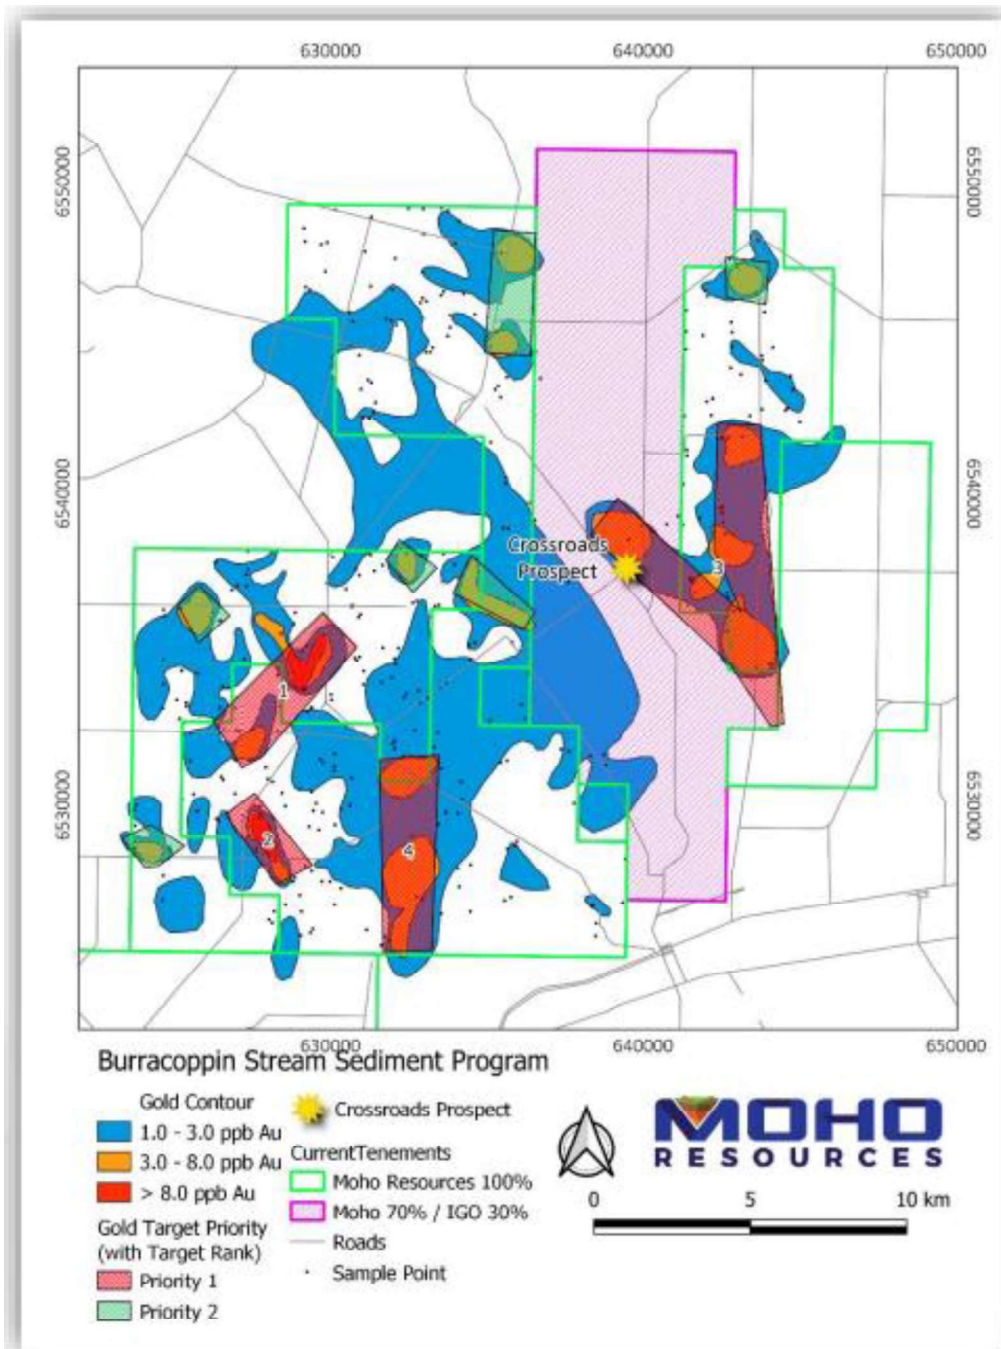 630000 640000 650000
6550000 6550000
6540000 6540000
Crossroads
Prospect
3
1
2
4
6530000 6530000
630000 640000 650000
Burracoppin Stream Sediment Program
Gold Contour
1.0 - 3.0 ppb Au
3.0 - 8.0 ppb Au
> 8.0 ppb Au
Gold Target Priority
(with Target Rank)
Priority 1
Priority 2
Crossroads Prospect
CurrentTenements
Moho Resources 100%
Moho 70% / IGO 30%
Roads
Sample Point
MOHO
RESOURCES
0 5 10 km